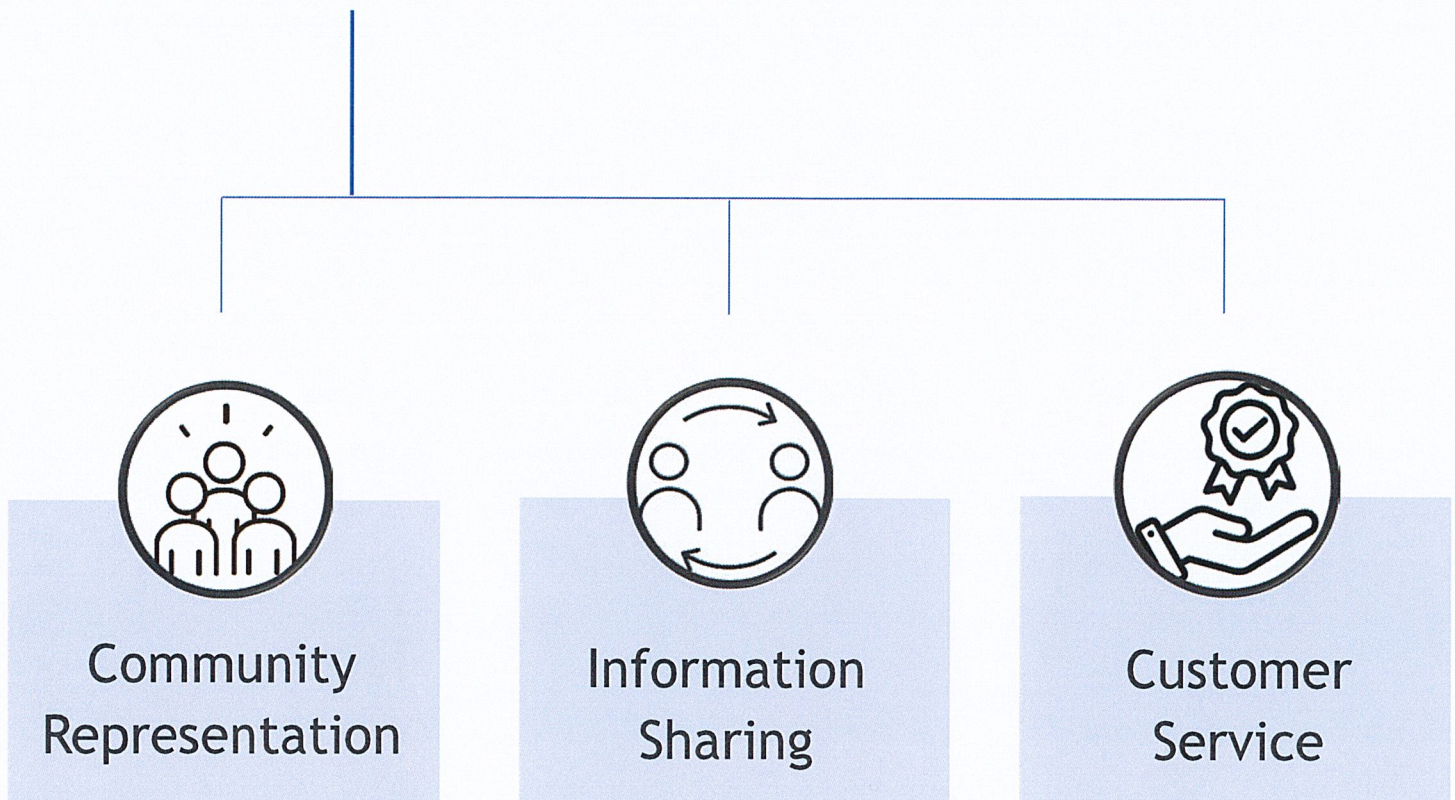 Community
Representation
Information
Sharing
Customer
Service